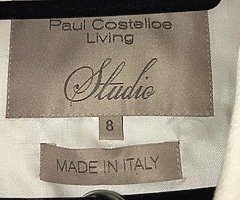 Paul Costelloe
Living
Studio
8
MADE IN ITALY